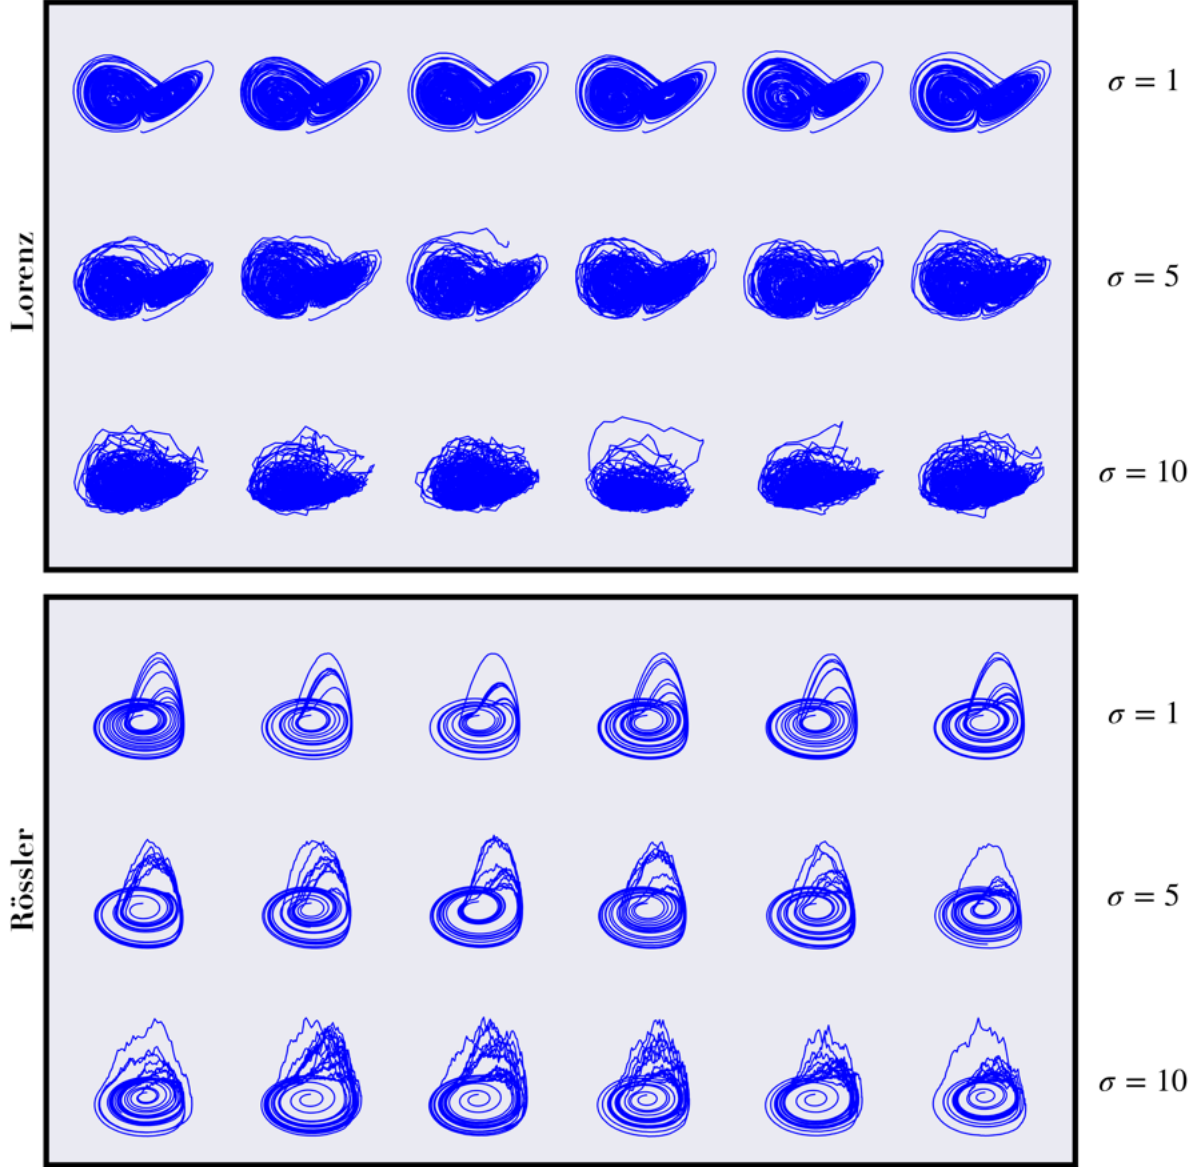 Lorenz
σ = 1
σ = 5
σ = 10
Rössler
σ = 1
σ = 5
σ = 10